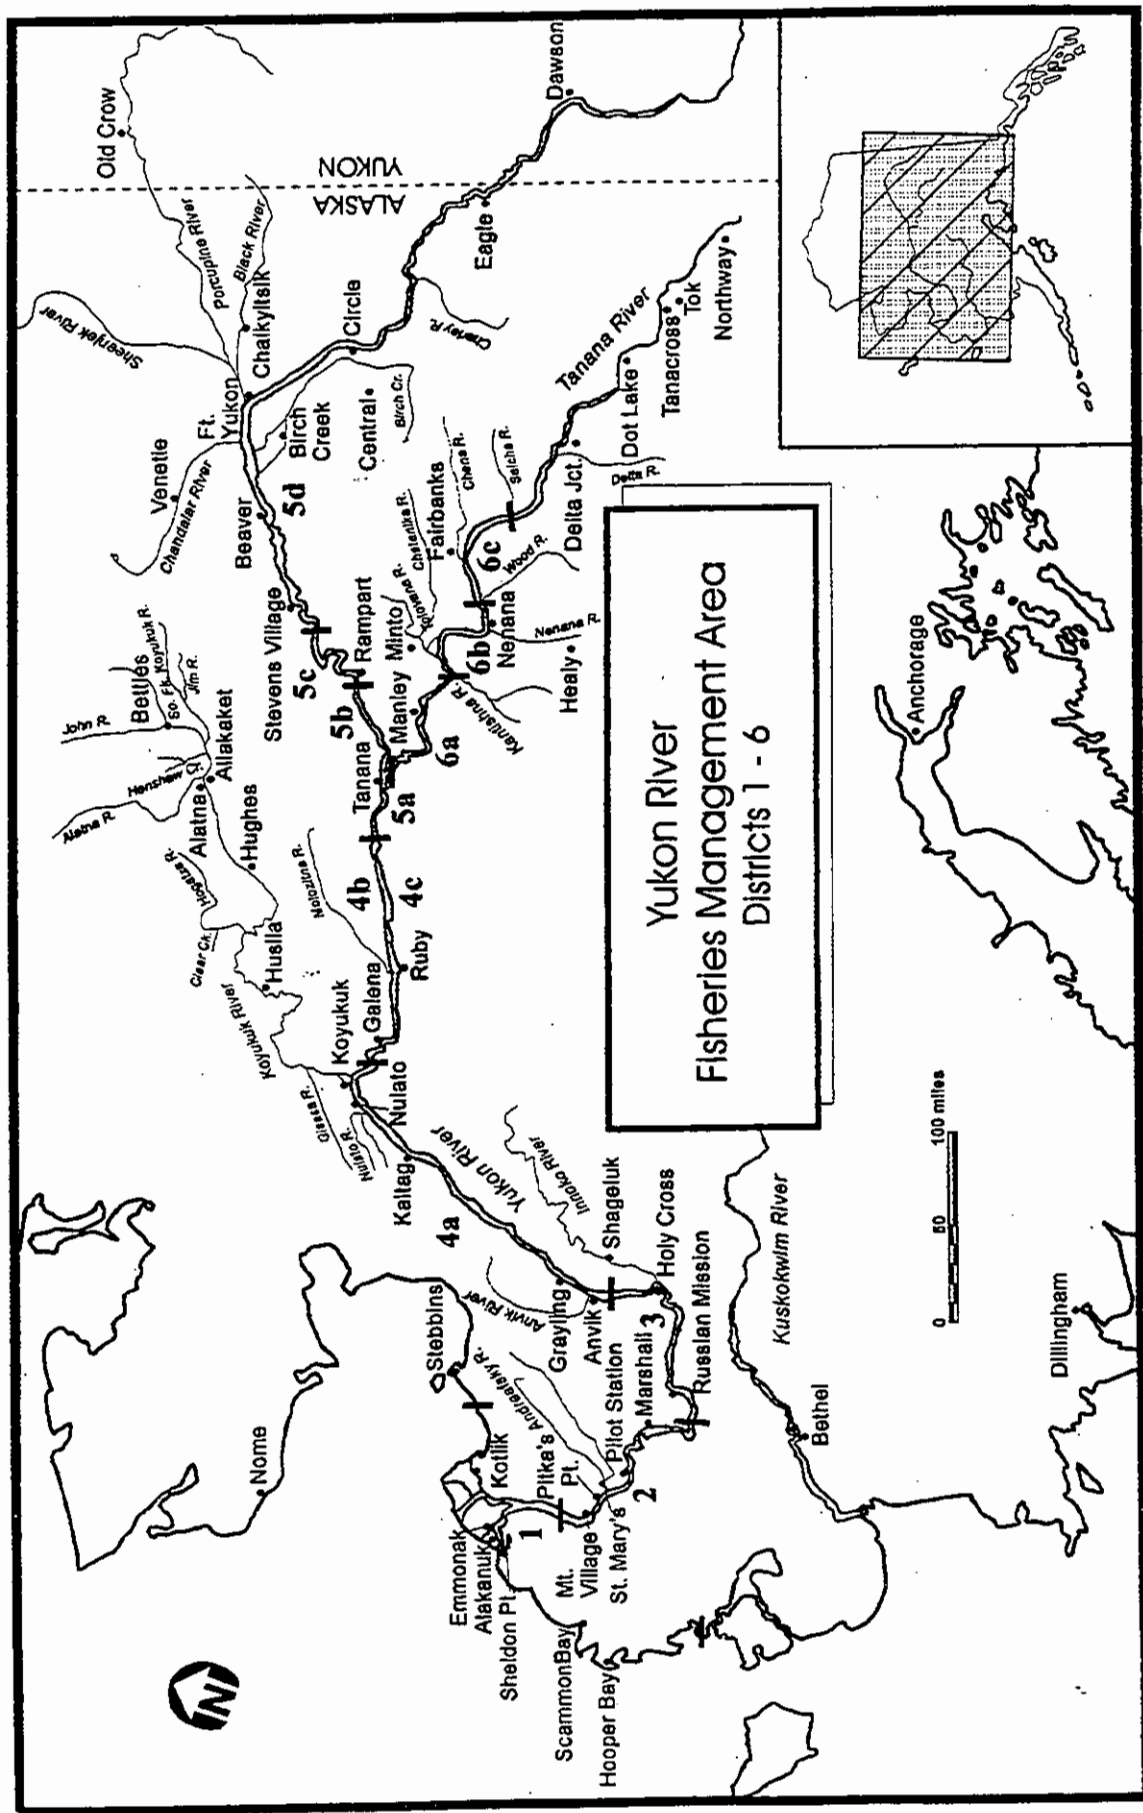 Old Crow
YUKON
ALASKA
Dawson
Eagle
Porcupine River
Black River
Sheenjek River
Chalkyitsik
Circle
Charley R.
Ft.
Yukon
Venetie
Chandalar River
Birch
Creek
Central
Birch Cr.
Beaver
5d
Stevens Village
5c
Rampart
5b
Tanana River
Northway
Tok
Tanacross
Dot Lake
Delta Jct.
Delta R.
Salcha R.
Chena R.
Fairbanks
Chatanika R.
6c
Wood R.
Minto
Nenana
6b
Nenana R.
Healy
Kantishna R.
Manley
6a
Tanana
5a
John R.
Bettles
So. Fk. Koyukuk R.
Jim R.
Allakaket
Henshaw
Alatna R.
Alatna
Hughes
Hogatza R.
Clear Ck.
Huslia
Koyukuk River
4b
4c
Ruby
Galena
Koyukuk
Nulato
Gisasa R.
Nulato R.
Kaltag
Yukon River
4a
Innoko River
Shageluk
Holy Cross
Anvik River
Grayling
Anvik
3
Russian Mission
Marshall
Pilot Station
Andreafsky R.
Pitka's
Pt.
2
St. Mary's
Mt.
Village
1
Stebbins
Kotlik
Emmonak
Alakanuk
Sheldon Pt.
Scammon Bay
Hooper Bay
Nome
Kuskokwim River
Bethel
Dillingham
Anchorage
Yukon River
Fisheries Management Area
Districts 1 - 6
0 50 100 miles
N